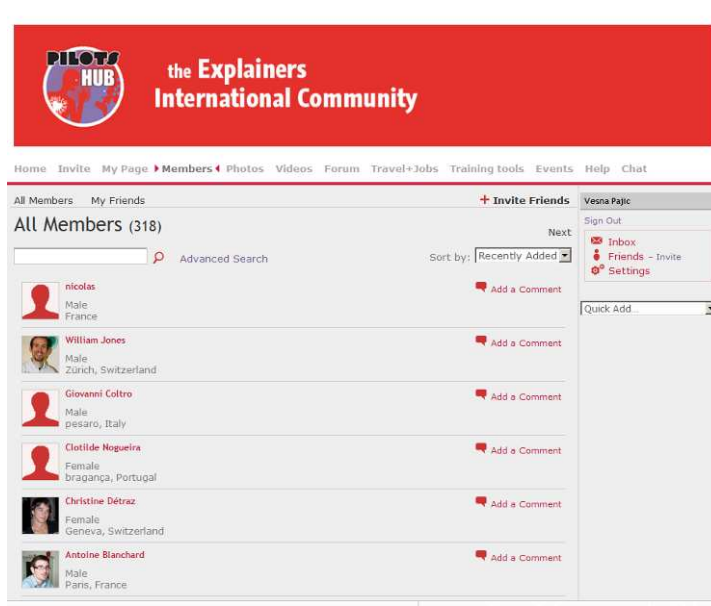 PILOTS
HUB
the Explainers
International Community
Home Invite My Page Members Photos Videos Forum Travel+Jobs Training tools Events Help Chat
All Members My Friends + Invite Friends
All Members (318)
Next
Advanced Search Sort by: Recently Added
nicolas
Male
France
Add a Comment
William Jones
Male
Zürich, Switzerland
Add a Comment
Giovanni Coltro
Male
pesaro, Italy
Add a Comment
Clotilde Nogueira
Female
bragança, Portugal
Add a Comment
Christine Détraz
Female
Geneva, Switzerland
Add a Comment
Antoine Blanchard
Male
Paris, France
Add a Comment
Vesna Pajic
Sign Out
Inbox
Friends – Invite
Settings
Quick Add...